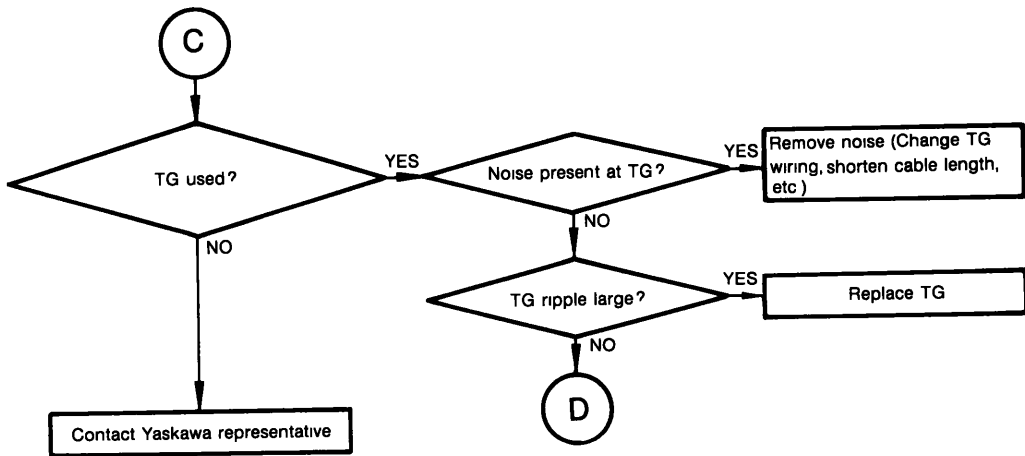 C
TG used?
YES
Noise present at TG?
YES
Remove noise (Change TG
wiring, shorten cable length,
etc )
NO
NO
TG ripple large?
YES
Replace TG
NO
D
Contact Yaskawa representative